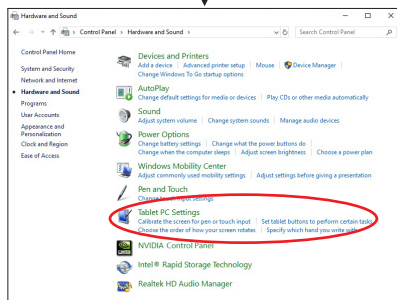 Hardware and Sound
Control Panel > Hardware and Sound >
Search Control Panel
Control Panel Home
System and Security
Network and Internet
Hardware and Sound
Programs
User Accounts
Appearance and
Personalization
Clock and Region
Ease of Access
Devices and Printers
Add a device | Advanced printer setup | Mouse | Device Manager |
Change Windows To Go startup options
AutoPlay
Change default settings for media or devices | Play CDs or other media automatically
Sound
Adjust system volume | Change system sounds | Manage audio devices
Power Options
Change battery settings | Change what the power buttons do |
Change when the computer sleeps | Adjust screen brightness | Choose a power plan
Windows Mobility Center
Adjust commonly used mobility settings | Adjust settings before giving a presentation
Pen and Touch
Change touch input settings
Tablet PC Settings
Calibrate the screen for pen or touch input | Set tablet buttons to perform certain tasks
Choose the order of how your screen rotates | Specify which hand you write with
NVIDIA Control Panel
Intel® Rapid Storage Technology
Realtek HD Audio Manager